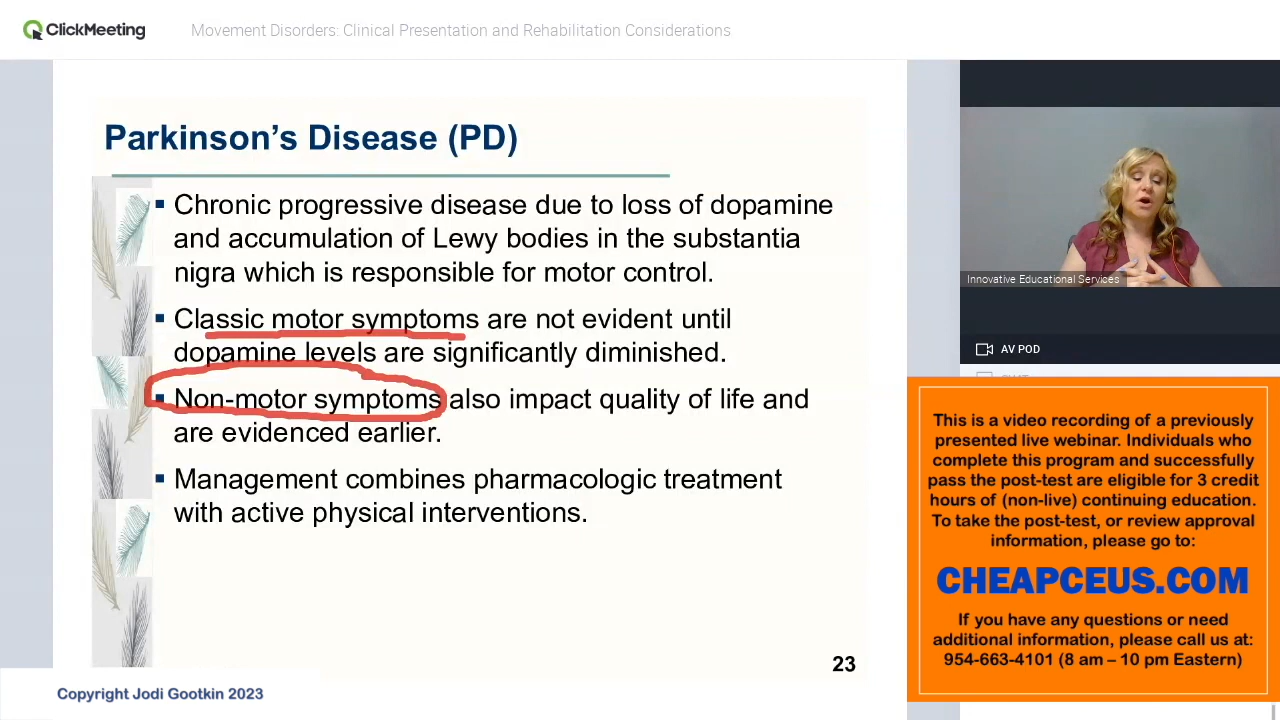 ClickMeeting
Movement Disorders: Clinical Presentation and Rehabilitation Considerations
Parkinson's Disease (PD)
▪ Chronic progressive disease due to loss of dopamine
and accumulation of Lewy bodies in the substantia
nigra which is responsible for motor control.
▪ Classic motor symptoms are not evident until
dopamine levels are significantly diminished.
▪ Non-motor symptoms also impact quality of life and
are evidenced earlier.
▪ Management combines pharmacologic treatment
with active physical interventions.
23
Copyright Jodi Gootkin 2023
Innovative Educational Services
AV POD
This is a video recording of a previously
presented live webinar. Individuals who
complete this program and successfully
pass the post-test are eligible for 3 credit
hours of (non-live) continuing education.
To take the post-test, or review approval
information, please go to:
CHEAPCEUS.COM
If you have any questions or need
additional information, please call us at:
954-663-4101 (8 am – 10 pm Eastern)